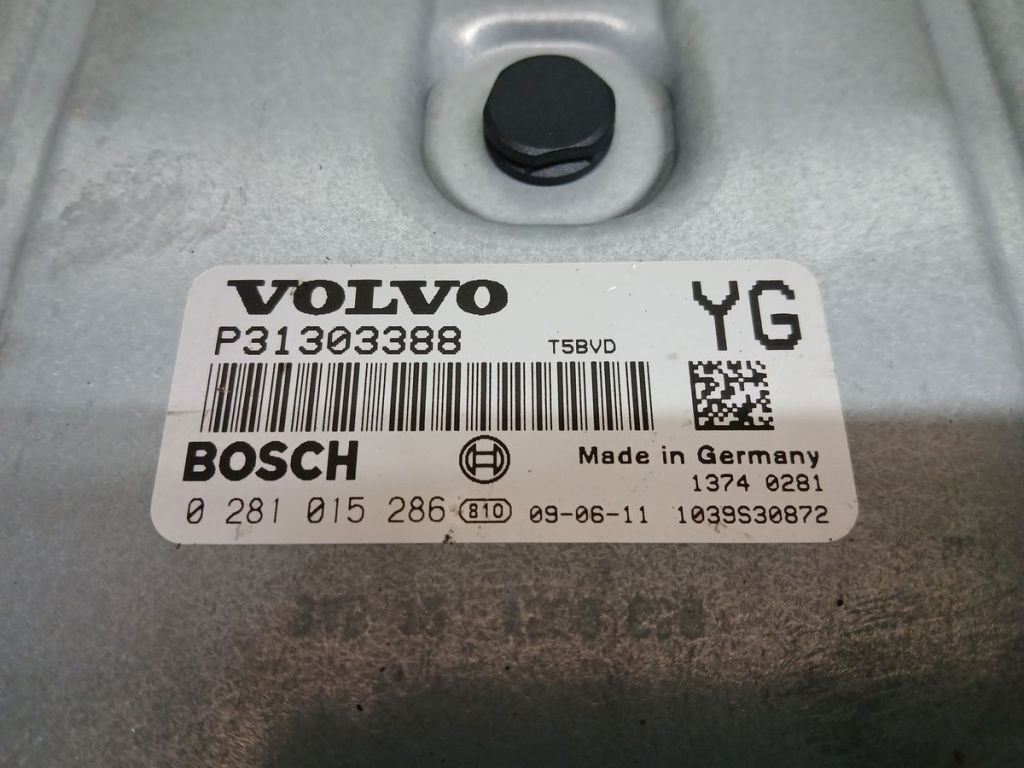 VOLVO
YG
P31303388 T5BVD
BOSCH Made in Germany
1374 0281
0 281 015 286 810 09-06-11 1039S30872